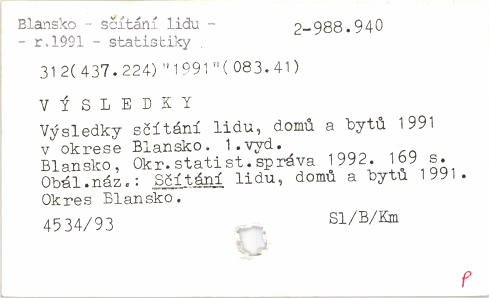 Blansko - sčítání lidu -
- r.1991 - statistiky
2-988.940
312(437.224)"1991"(083.41)
V Ý S L E D K Y
Výsledky sčítání lidu, domů a bytů 1991
v okrese Blansko. 1.vyd.
Blansko, Okr.statist.správa 1992. 169 s.
Obál.náz.: Sčítání lidu, domů a bytů 1991.
Okres Blansko.
4534/93
Sl/B/Km
p